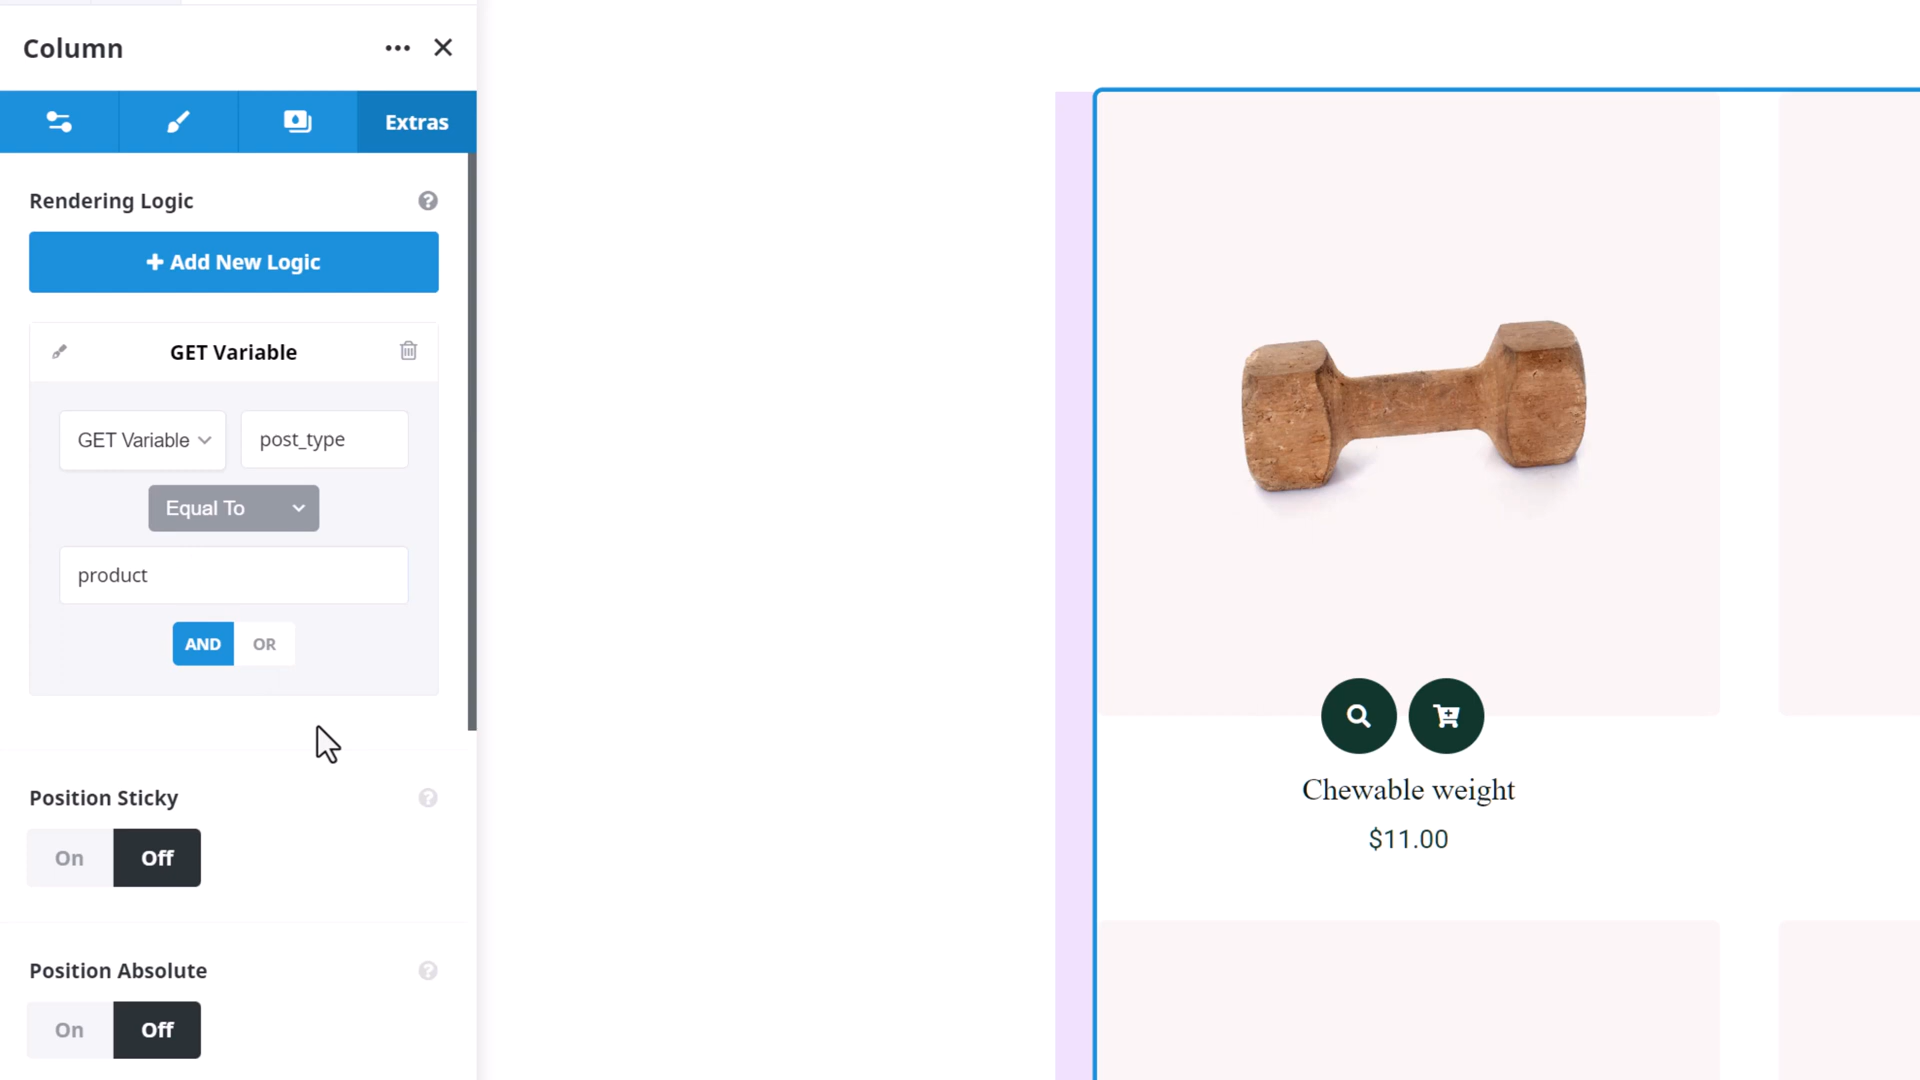 Column
Extras
Rendering Logic
Add New Logic
GET Variable
GET Variable
post_type
Equal To
product
AND
OR
Position Sticky
On
Off
Position Absolute
On
Off
Chewable weight
$11.00